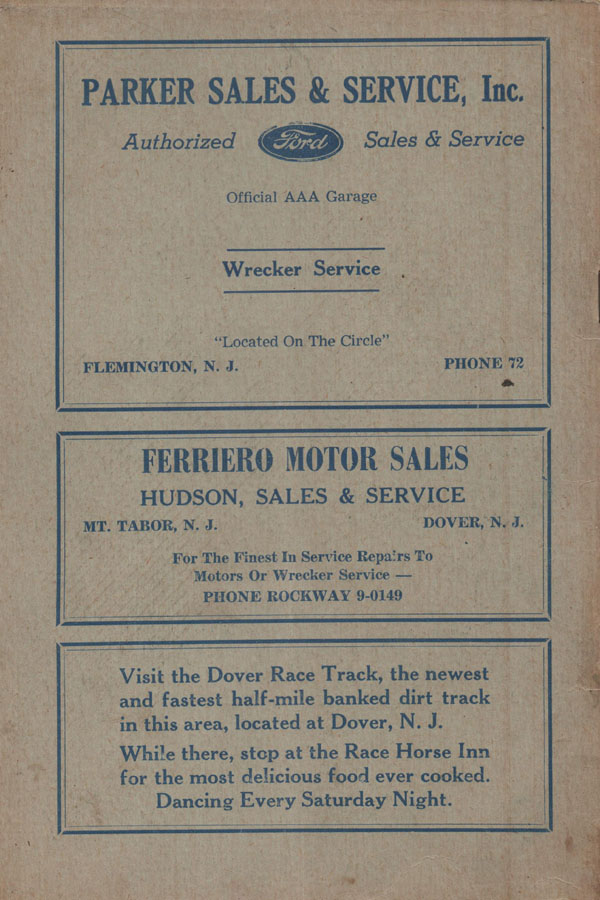 PARKER SALES & SERVICE, Inc.
Authorized Ford Sales & Service
Official AAA Garage
Wrecker Service
"Located On The Circle"
FLEMINGTON, N. J. PHONE 72
FERRIERO MOTOR SALES
HUDSON, SALES & SERVICE
MT. TABOR, N. J. DOVER, N. J.
For The Finest In Service Repairs To
Motors Or Wrecker Service —
PHONE ROCKWAY 9-0149
Visit the Dover Race Track, the newest
and fastest half-mile banked dirt track
in this area, located at Dover, N. J.
While there, stop at the Race Horse Inn
for the most delicious food ever cooked.
Dancing Every Saturday Night.